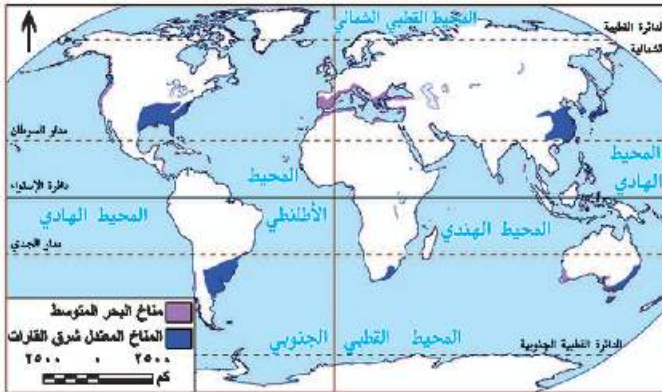 المحيط القطبي الشمالي
الدائرة القطبية
الشمالية
مدار السرطان
المحيط
الهادي
المحيط
الأطلنطي
دائرة الإستواء
المحيط الهادي
المحيط الهندي
مدار الجدي
مناخ البحر المتوسط
المناخ المعتدل شرق القارات
٢٥٠٠ ٠ ٢٥٠٠
كم
المحيط القطبي الجنوبي
الدائرة القطبية الجنوبية